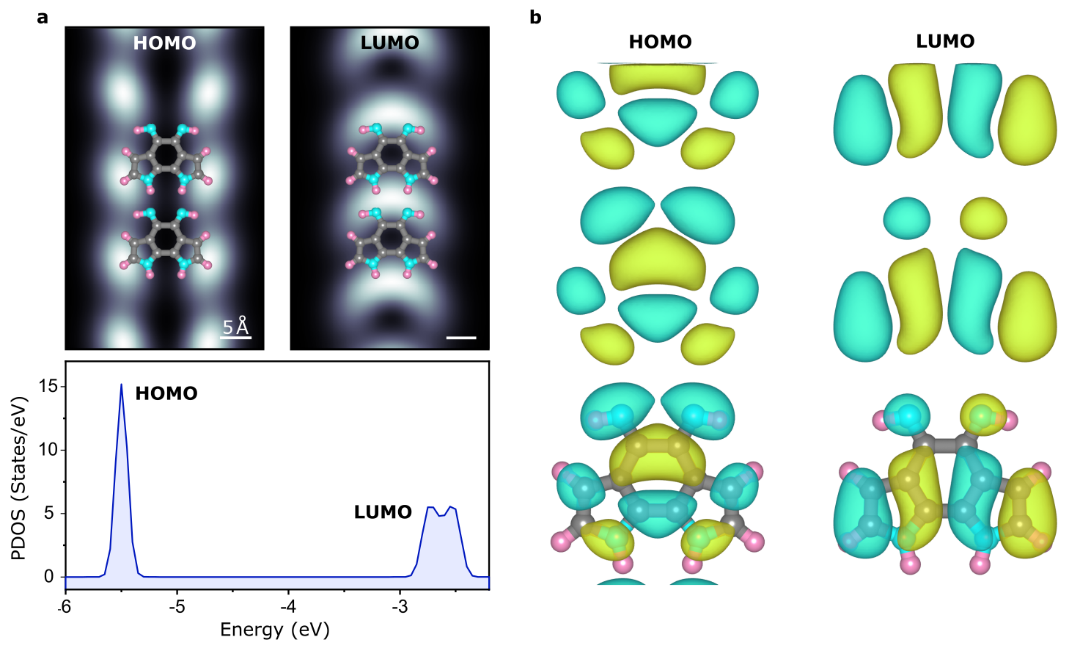 a
HOMO
LUMO
5Å
15
10
5
0
HOMO
LUMO
-6
-5
-4
-3
PDOS (States/eV)
Energy (eV)
b
HOMO
LUMO